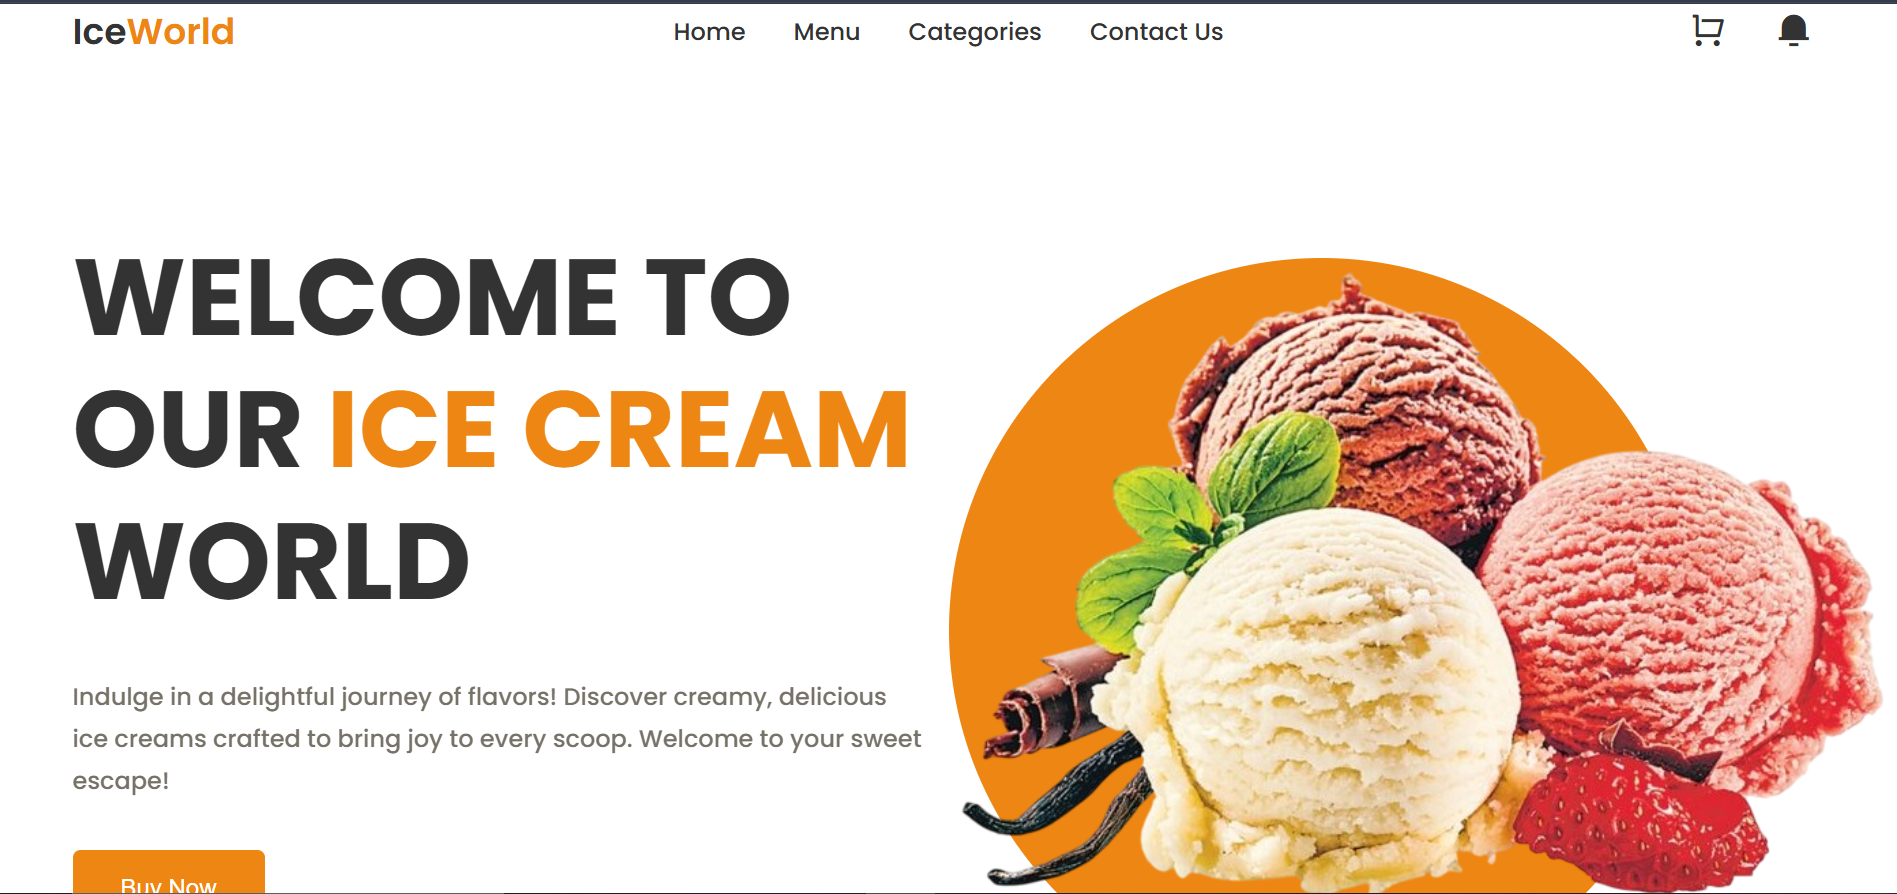 IceWorld
Home Menu Categories Contact Us
WELCOME TO
OUR ICE CREAM
WORLD
Indulge in a delightful journey of flavors! Discover creamy, delicious
ice creams crafted to bring joy to every scoop. Welcome to your sweet
escape!
Buy Now